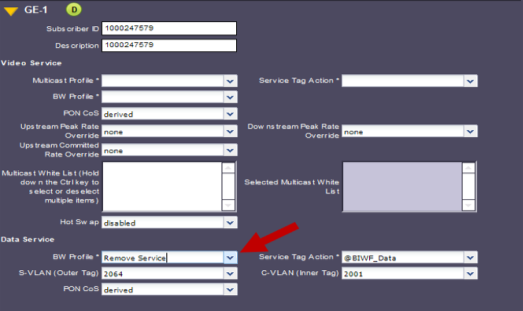 GE-1 D
Subscriber ID 1000247579
Description 1000247579
Video Service
Multicast Profile * Service Tag Action *
BW Profile *
PON CoS derived
Upstream Peak Rate Override none Downstream Peak Rate Override none
Upstream Committed Rate Override none
Multicast White List (Hold
down the Ctrl key to
select or deselect
multiple items)
Selected Multicast White
List
Hot Swap disabled
Data Service
BW Profile * Remove Service Service Tag Action * @BIWF_Data
S-VLAN (Outer Tag) 2064 C-VLAN (Inner Tag) 2001
PON CoS derived